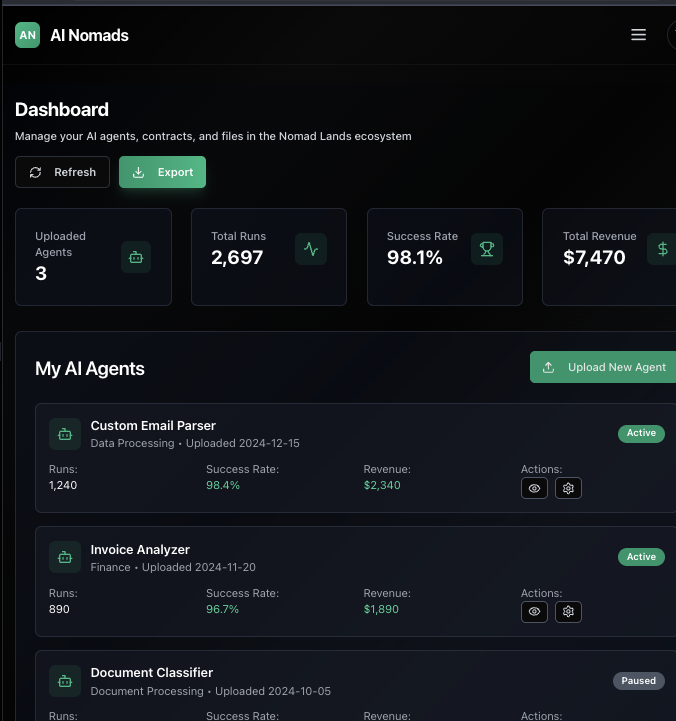 AN AI Nomads
Dashboard
Manage your AI agents, contracts, and files in the Nomad Lands ecosystem
Refresh Export
Uploaded Agents
3
Total Runs
2,697
Success Rate
98.1%
Total Revenue
$7,470
My AI Agents
Upload New Agent
Custom Email Parser
Data Processing • Uploaded 2024-12-15
Active
Runs: Success Rate: Revenue: Actions:
1,240 98.4% $2,340
Invoice Analyzer
Finance • Uploaded 2024-11-20
Active
Runs: Success Rate: Revenue: Actions:
890 96.7% $1,890
Document Classifier
Document Processing • Uploaded 2024-10-05
Paused
Runs: Success Rate: Revenue: Actions: